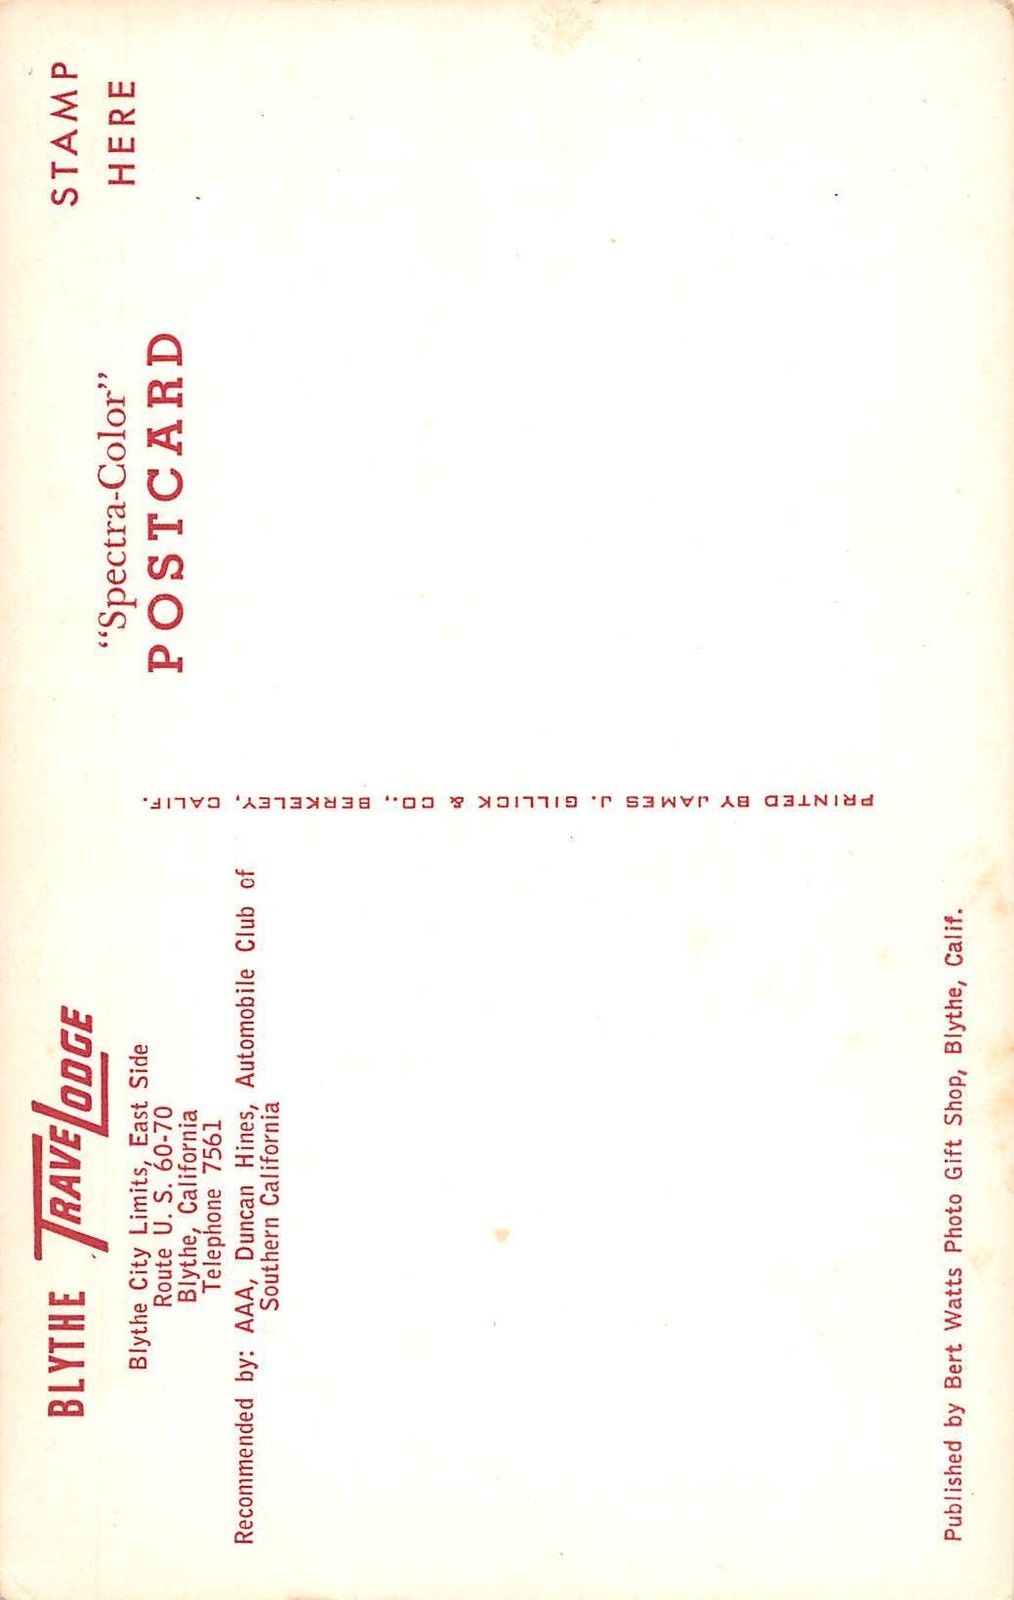 BLYTHE TRAVELODGE
Blythe City Limits, East Side
Route U. S. 60-70
Blythe, California
Telephone 7561
Recommended by: AAA, Duncan Hines, Automobile Club of
Southern California
Published by Bert Watts Photo Gift Shop, Blythe, Calif.
PRINTED BY JAMES J. GILLICK & CO., BERKELEY, CALIF.
"Spectra-Color"
POSTCARD
STAMP
HERE